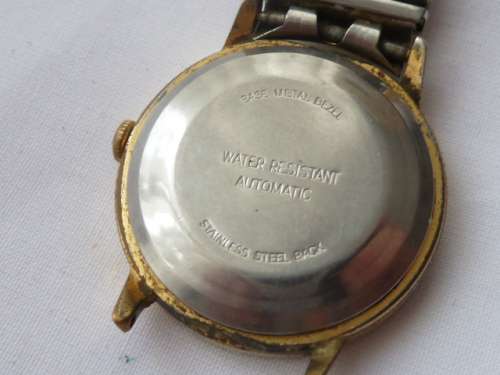 BASE METAL BEZEL
WATER RESISTANT
AUTOMATIC
STAINLESS STEEL BACK